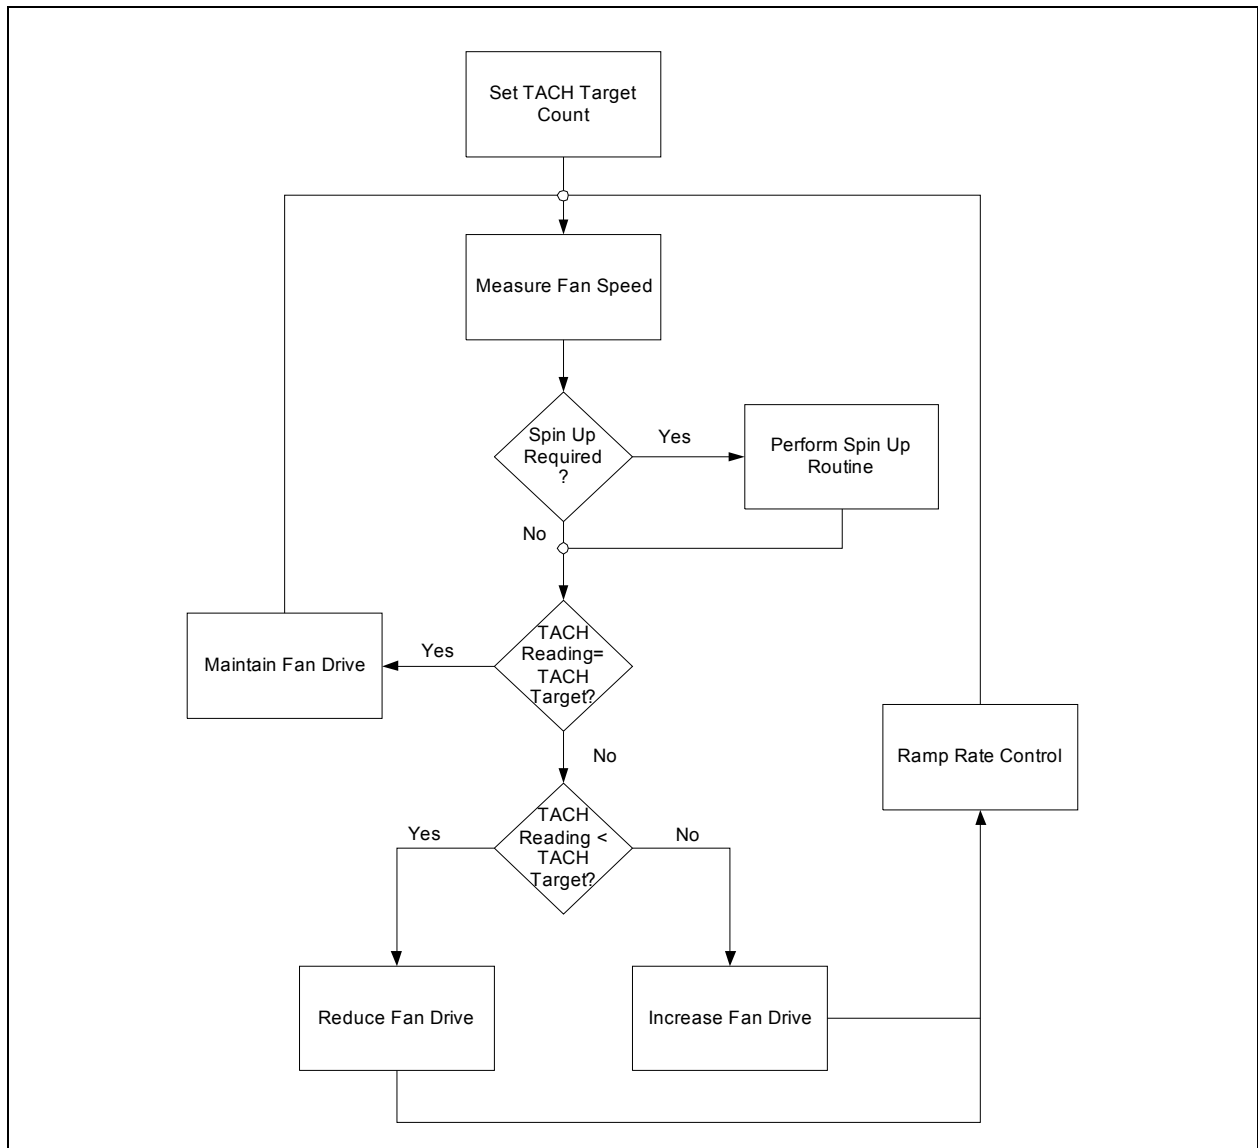 Set TACH Target
Count
Measure Fan Speed
Spin Up
Required
?
Yes
Perform Spin Up
Routine
No
TACH
Reading=
TACH
Target?
Yes
Maintain Fan Drive
No
Ramp Rate Control
TACH
Reading <
TACH
Target?
Yes
No
Reduce Fan Drive
Increase Fan Drive